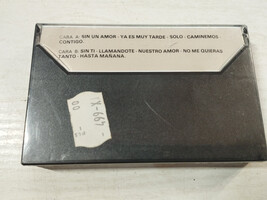 CARA A: SIN UN AMOR · YA ES MUY TARDE · SOLO · CAMINEMOS
CONTIGO.
CARA B: SIN TI · LLAMANDOTE · NUESTRO AMOR · NO ME QUIERAS
TANTO · HASTA MAÑANA.